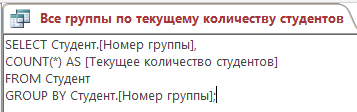 Все группы по текущему количеству студентов
SELECT Студент.[Номер группы],
COUNT(*) AS [Текущее количество студентов]
FROM Студент
GROUP BY Студент.[Номер группы];